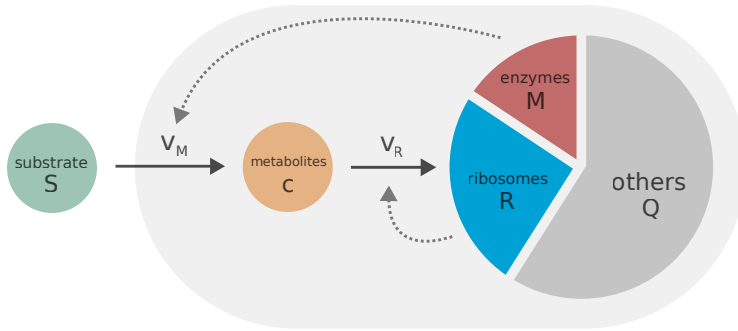 substrate
S
v_M
metabolites
c
v_R
enzymes
M
ribosomes
R
others
Q